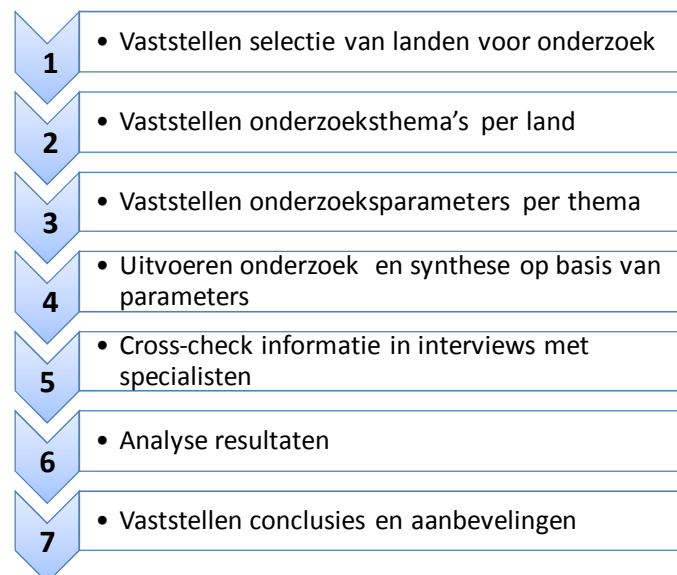 1
• Vaststellen selectie van landen voor onderzoek
2
• Vaststellen onderzoeksthema's per land
3
• Vaststellen onderzoeksparameters per thema
4
• Uitvoeren onderzoek en synthese op basis van
parameters
5
• Cross-check informatie in interviews met
specialisten
6
• Analyse resultaten
7
• Vaststellen conclusies en aanbevelingen